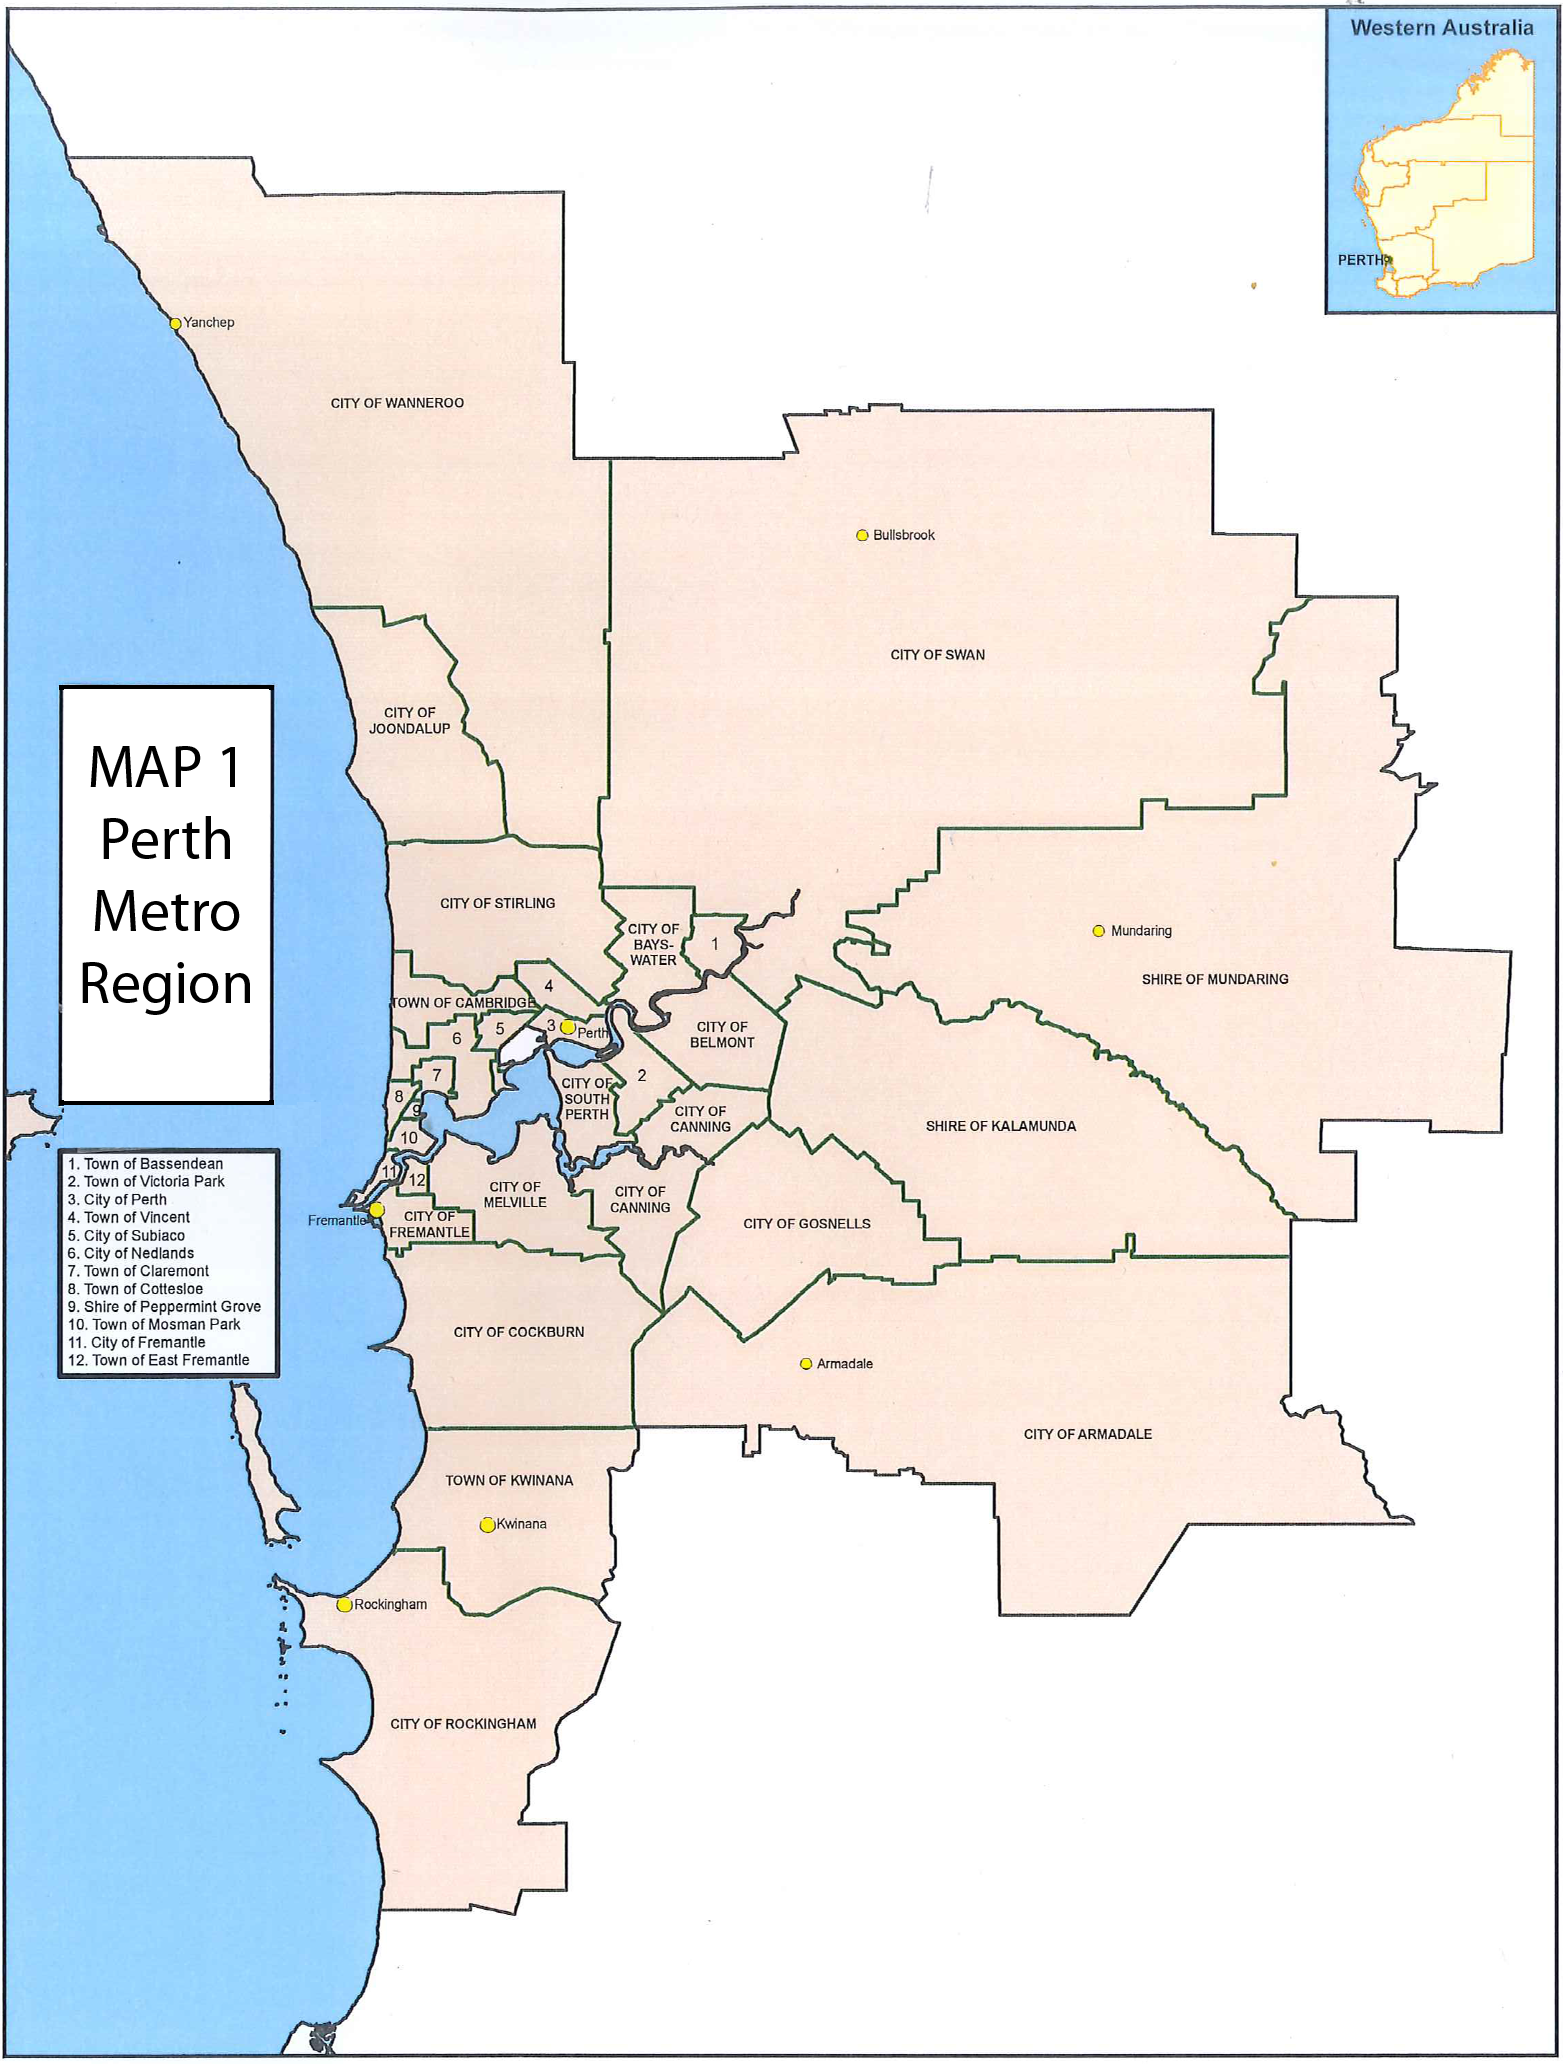 Western Australia
PERTH
Yanchep
CITY OF WANNEROO
Bullsbrook
CITY OF SWAN
CITY OF
JOONDALUP
MAP 1
Perth
Metro
Region
CITY OF STIRLING
CITY OF
BAYS-
WATER
1
Mundaring
SHIRE OF MUNDARING
4
TOWN OF CAMBRIDGE
3
Perth
5
6
CITY OF
BELMONT
2
7
CITY OF
SOUTH
PERTH
8
9
CITY OF
CANNING
SHIRE OF KALAMUNDA
10
11
12
CITY OF
MELVILLE
CITY OF
CANNING
Fremantle
CITY OF
FREMANTLE
CITY OF GOSNELLS
1. Town of Bassendean
2. Town of Victoria Park
3. City of Perth
4. Town of Vincent
5. City of Subiaco
6. City of Nedlands
7. Town of Claremont
8. Town of Cottesloe
9. Shire of Peppermint Grove
10. Town of Mosman Park
11. City of Fremantle
12. Town of East Fremantle
CITY OF COCKBURN
Armadale
CITY OF ARMADALE
TOWN OF KWINANA
Kwinana
Rockingham
CITY OF ROCKINGHAM